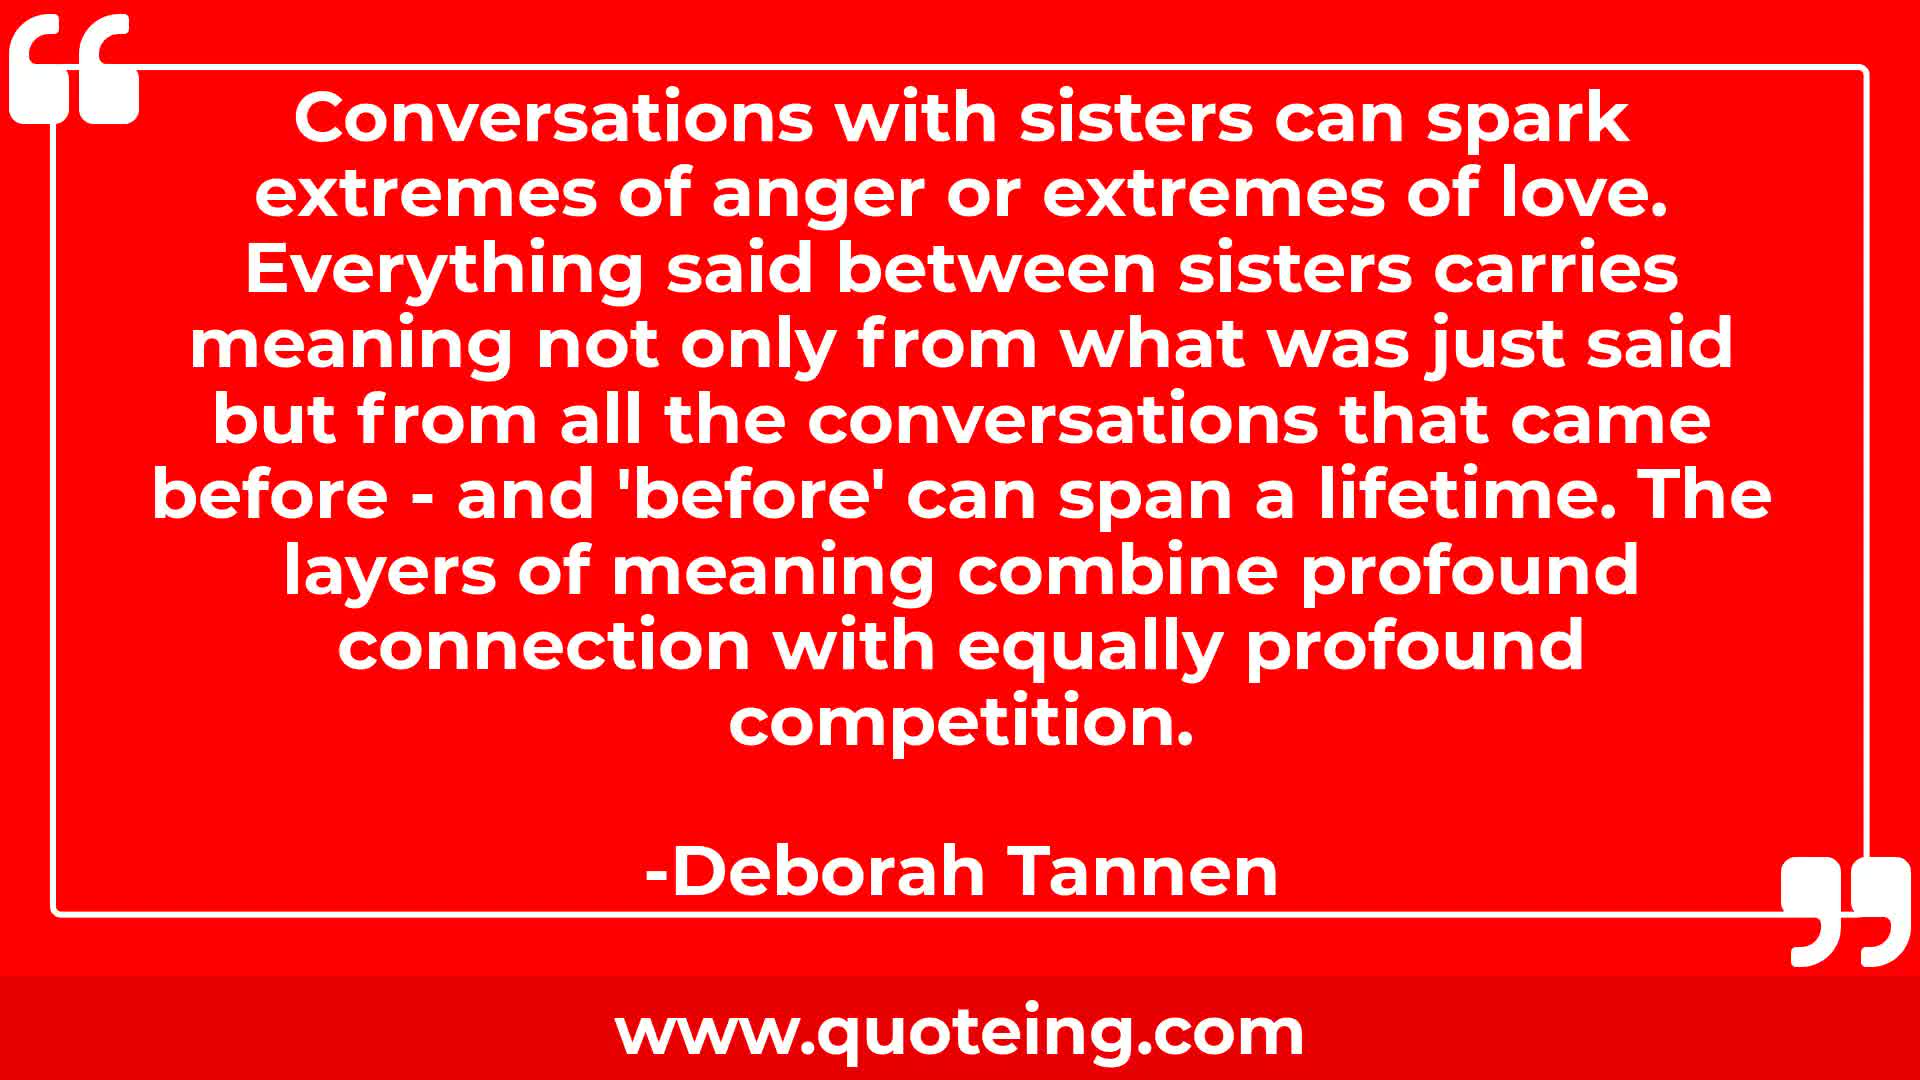 Conversations with sisters can spark
extremes of anger or extremes of love.
Everything said between sisters carries
meaning not only from what was just said
but from all the conversations that came
before - and 'before' can span a lifetime. The
layers of meaning combine profound
connection with equally profound
competition.
-Deborah Tannen
www.quoteing.com